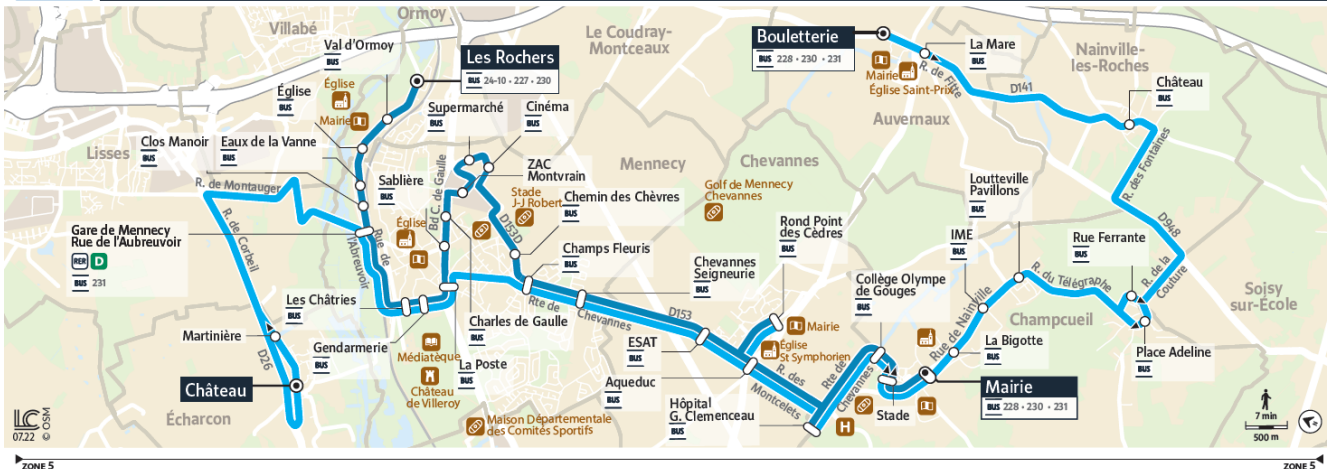 Villabé
Ormoy
Val d'Ormoy
BUS
Les Rochers
BUS 24-10 • 227 • 230
Le Coudray-
Montceaux
Bouletterie
BUS 228 • 230 • 231
La Mare
BUS
Nainville-
les-Roches
Mairie
Église Saint-Prix
R. de Fitte
D141
Château
BUS
Église
BUS
Église
Mairie
Supermarché
BUS
Cinéma
BUS
Auvernaux
Clos Manoir
BUS
Eaux de la Vanne
BUS
Lisses
R. de Montauger
Sablière
BUS
Bd C. de Gaulle
ZAC
Montvrain
BUS
Mennecy
Chevannes
R. des Fontaines
Loutteville
Pavillons
BUS
Stade
J-J Robert
Chemin des Chèvres
BUS
Golf de Mennecy
Chevannes
D153D
Rond Point
des Cèdres
BUS
R. de Corbeil
Gare de Mennecy
Rue de l'Aubreuvoir
RER D
BUS 231
Rue de
l'Abreuvoir
Église
Champs Fleuris
BUS
IME
BUS
Rue Ferrante
BUS
D948
Chevannes
Seigneurie
BUS
Collège Olympe
de Gouges
BUS
R. du Télégraphe
R. de la
Couture
Soisy
sur-École
Les Châtries
BUS
Rte de
Chevannes
D153
Champcueil
Martinière
BUS
Gendarmerie
BUS
Charles de Gaulle
BUS
ESAT
BUS
Mairie
Église
St Symphorien
Rue de Nainville
La Bigotte
BUS
Place Adeline
BUS
D26
Médiatèque
Château
de Villeroy
La Poste
BUS
Aqueduc
BUS
R. des
Montcelets
Rte de
Chevannes
Château
Mairie
BUS 228 • 230 • 231
Écharcon
Maison Départementale
des Comités Sportifs
Hôpital
G. Clemenceau
BUS
H
Stade
BUS
7 min
500 m
LC
07.22
© OSM
ZONE 5
ZONE 5